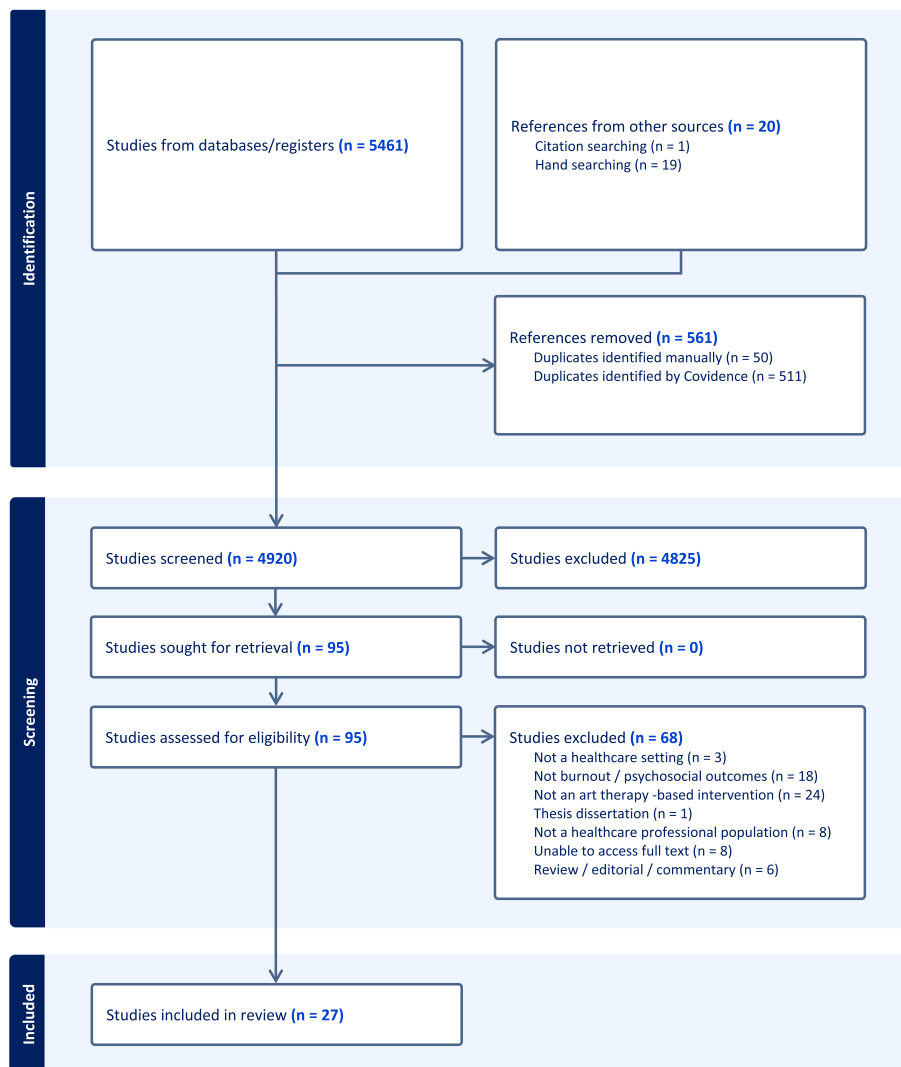 Identification
Studies from databases/registers (n = 5461)
References from other sources (n = 20)
Citation searching (n = 1)
Hand searching (n = 19)
References removed (n = 561)
Duplicates identified manually (n = 50)
Duplicates identified by Covidence (n = 511)
Screening
Studies screened (n = 4920)
Studies excluded (n = 4825)
Studies sought for retrieval (n = 95)
Studies not retrieved (n = 0)
Studies assessed for eligibility (n = 95)
Studies excluded (n = 68)
Not a healthcare setting (n = 3)
Not burnout / psychosocial outcomes (n = 18)
Not an art therapy -based intervention (n = 24)
Thesis dissertation (n = 1)
Not a healthcare professional population (n = 8)
Unable to access full text (n = 8)
Review / editorial / commentary (n = 6)
Included
Studies included in review (n = 27)